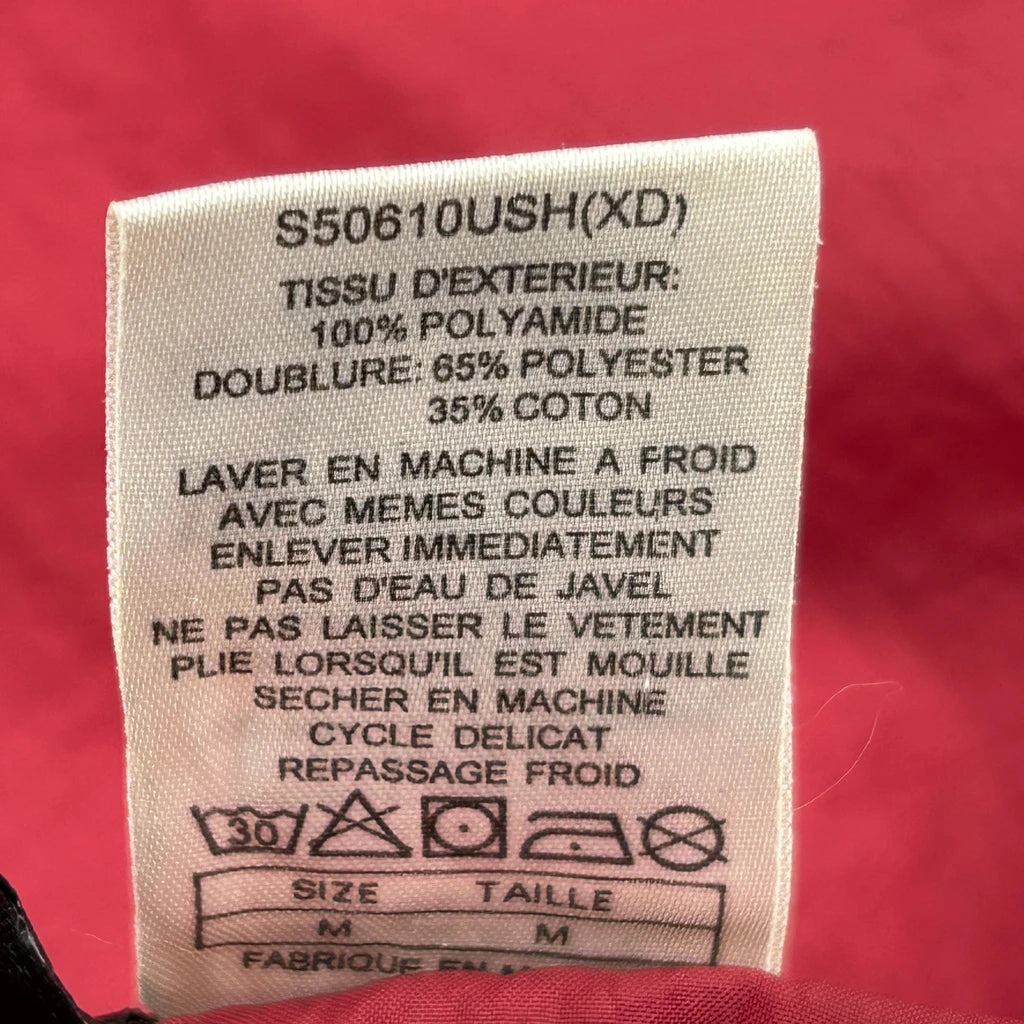 S50610USH(XD)
TISSU D'EXTERIEUR:
100% POLYAMIDE
DOUBLURE: 65% POLYESTER
35% COTON
LAVER EN MACHINE A FROID
AVEC MEMES COULEURS
ENLEVER IMMEDIATEMENT
PAS D'EAU DE JAVEL
NE PAS LAISSER LE VETEMENT
PLIE LORSQU'IL EST MOUILLE
SECHER EN MACHINE
CYCLE DELICAT
REPASSAGE FROID
30
SIZE TAILLE
M M
FABRIQUE EN